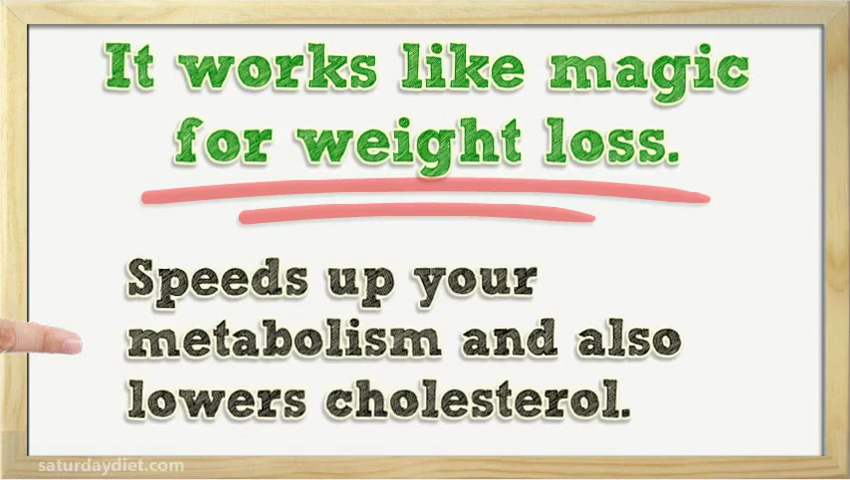 It works like magic
for weight loss.
Speeds up your
metabolism and also
lowers cholesterol.
saturdaydiet.com